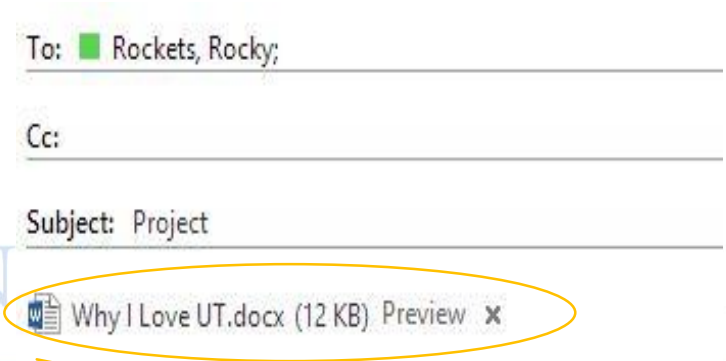 To: Rockets, Rocky;
Cc:
Subject: Project
Why I Love UT.docx (12 KB) Preview ×